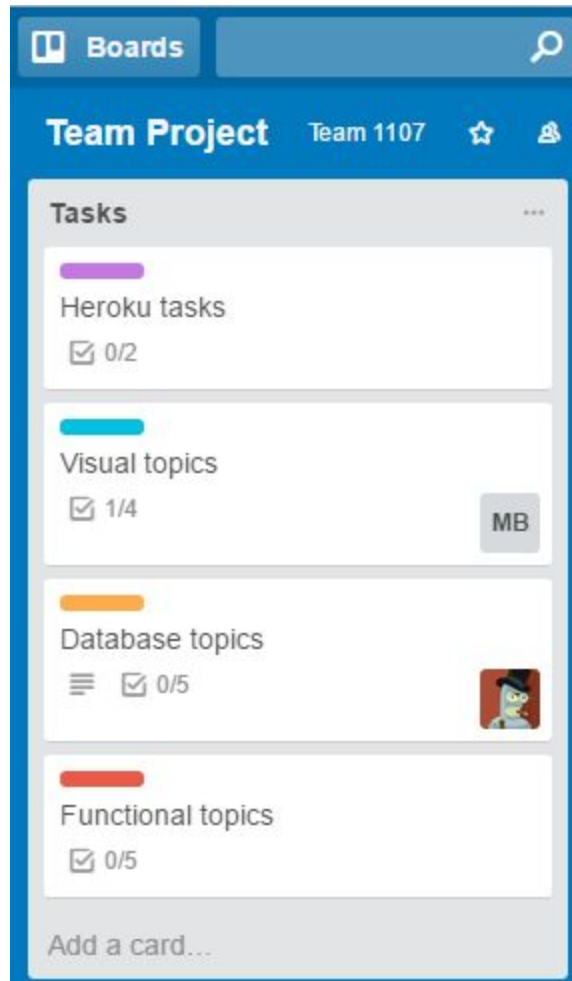 Boards
Team Project Team 1107
Tasks
Heroku tasks
0/2
Visual topics
1/4
MB
Database topics
0/5
Functional topics
0/5
Add a card...